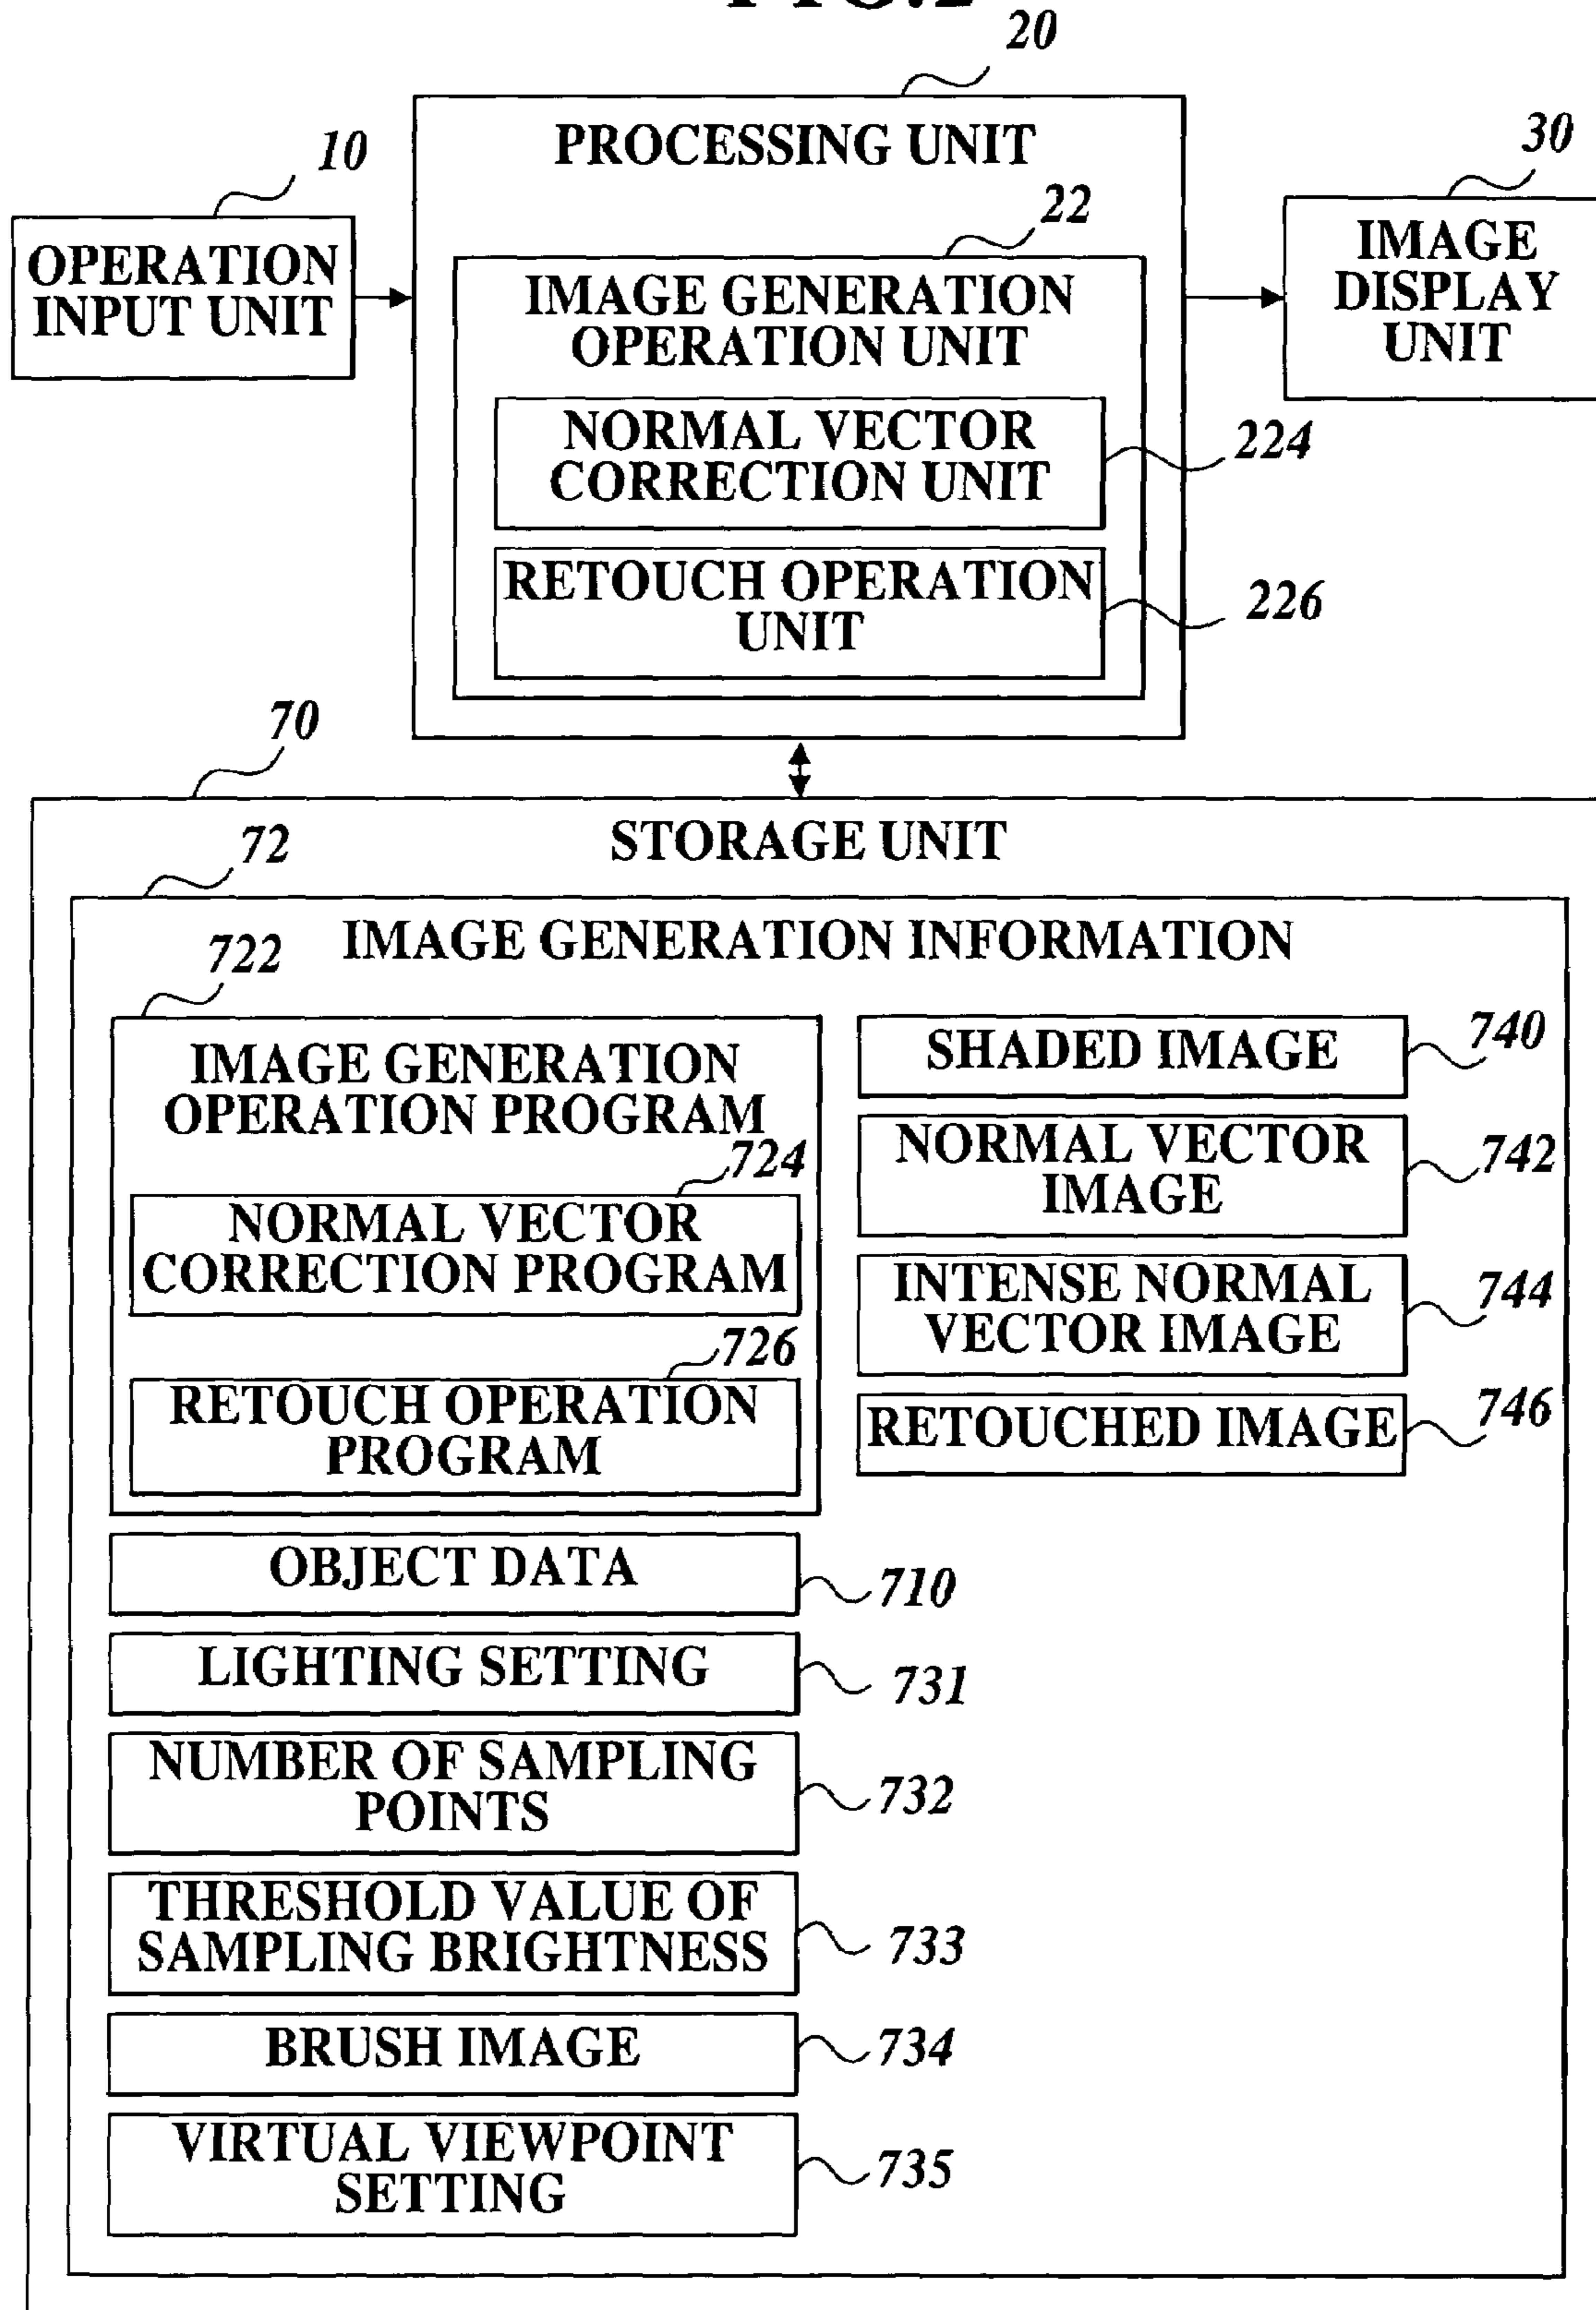 20
PROCESSING UNIT
10
30
22
OPERATION
INPUT UNIT
IMAGE
DISPLAY
UNIT
IMAGE GENERATION
OPERATION UNIT
NORMAL VECTOR
CORRECTION UNIT
224
RETOUCH OPERATION
UNIT
226
70
STORAGE UNIT
72
IMAGE GENERATION INFORMATION
722
IMAGE GENERATION
OPERATION PROGRAM
724
NORMAL VECTOR
CORRECTION PROGRAM
726
RETOUCH OPERATION
PROGRAM
SHADED IMAGE
740
NORMAL VECTOR
IMAGE
742
INTENSE NORMAL
VECTOR IMAGE
744
RETOUCHED IMAGE
746
OBJECT DATA
710
LIGHTING SETTING
731
NUMBER OF SAMPLING
POINTS
732
THRESHOLD VALUE OF
SAMPLING BRIGHTNESS
733
BRUSH IMAGE
734
VIRTUAL VIEWPOINT
SETTING
735